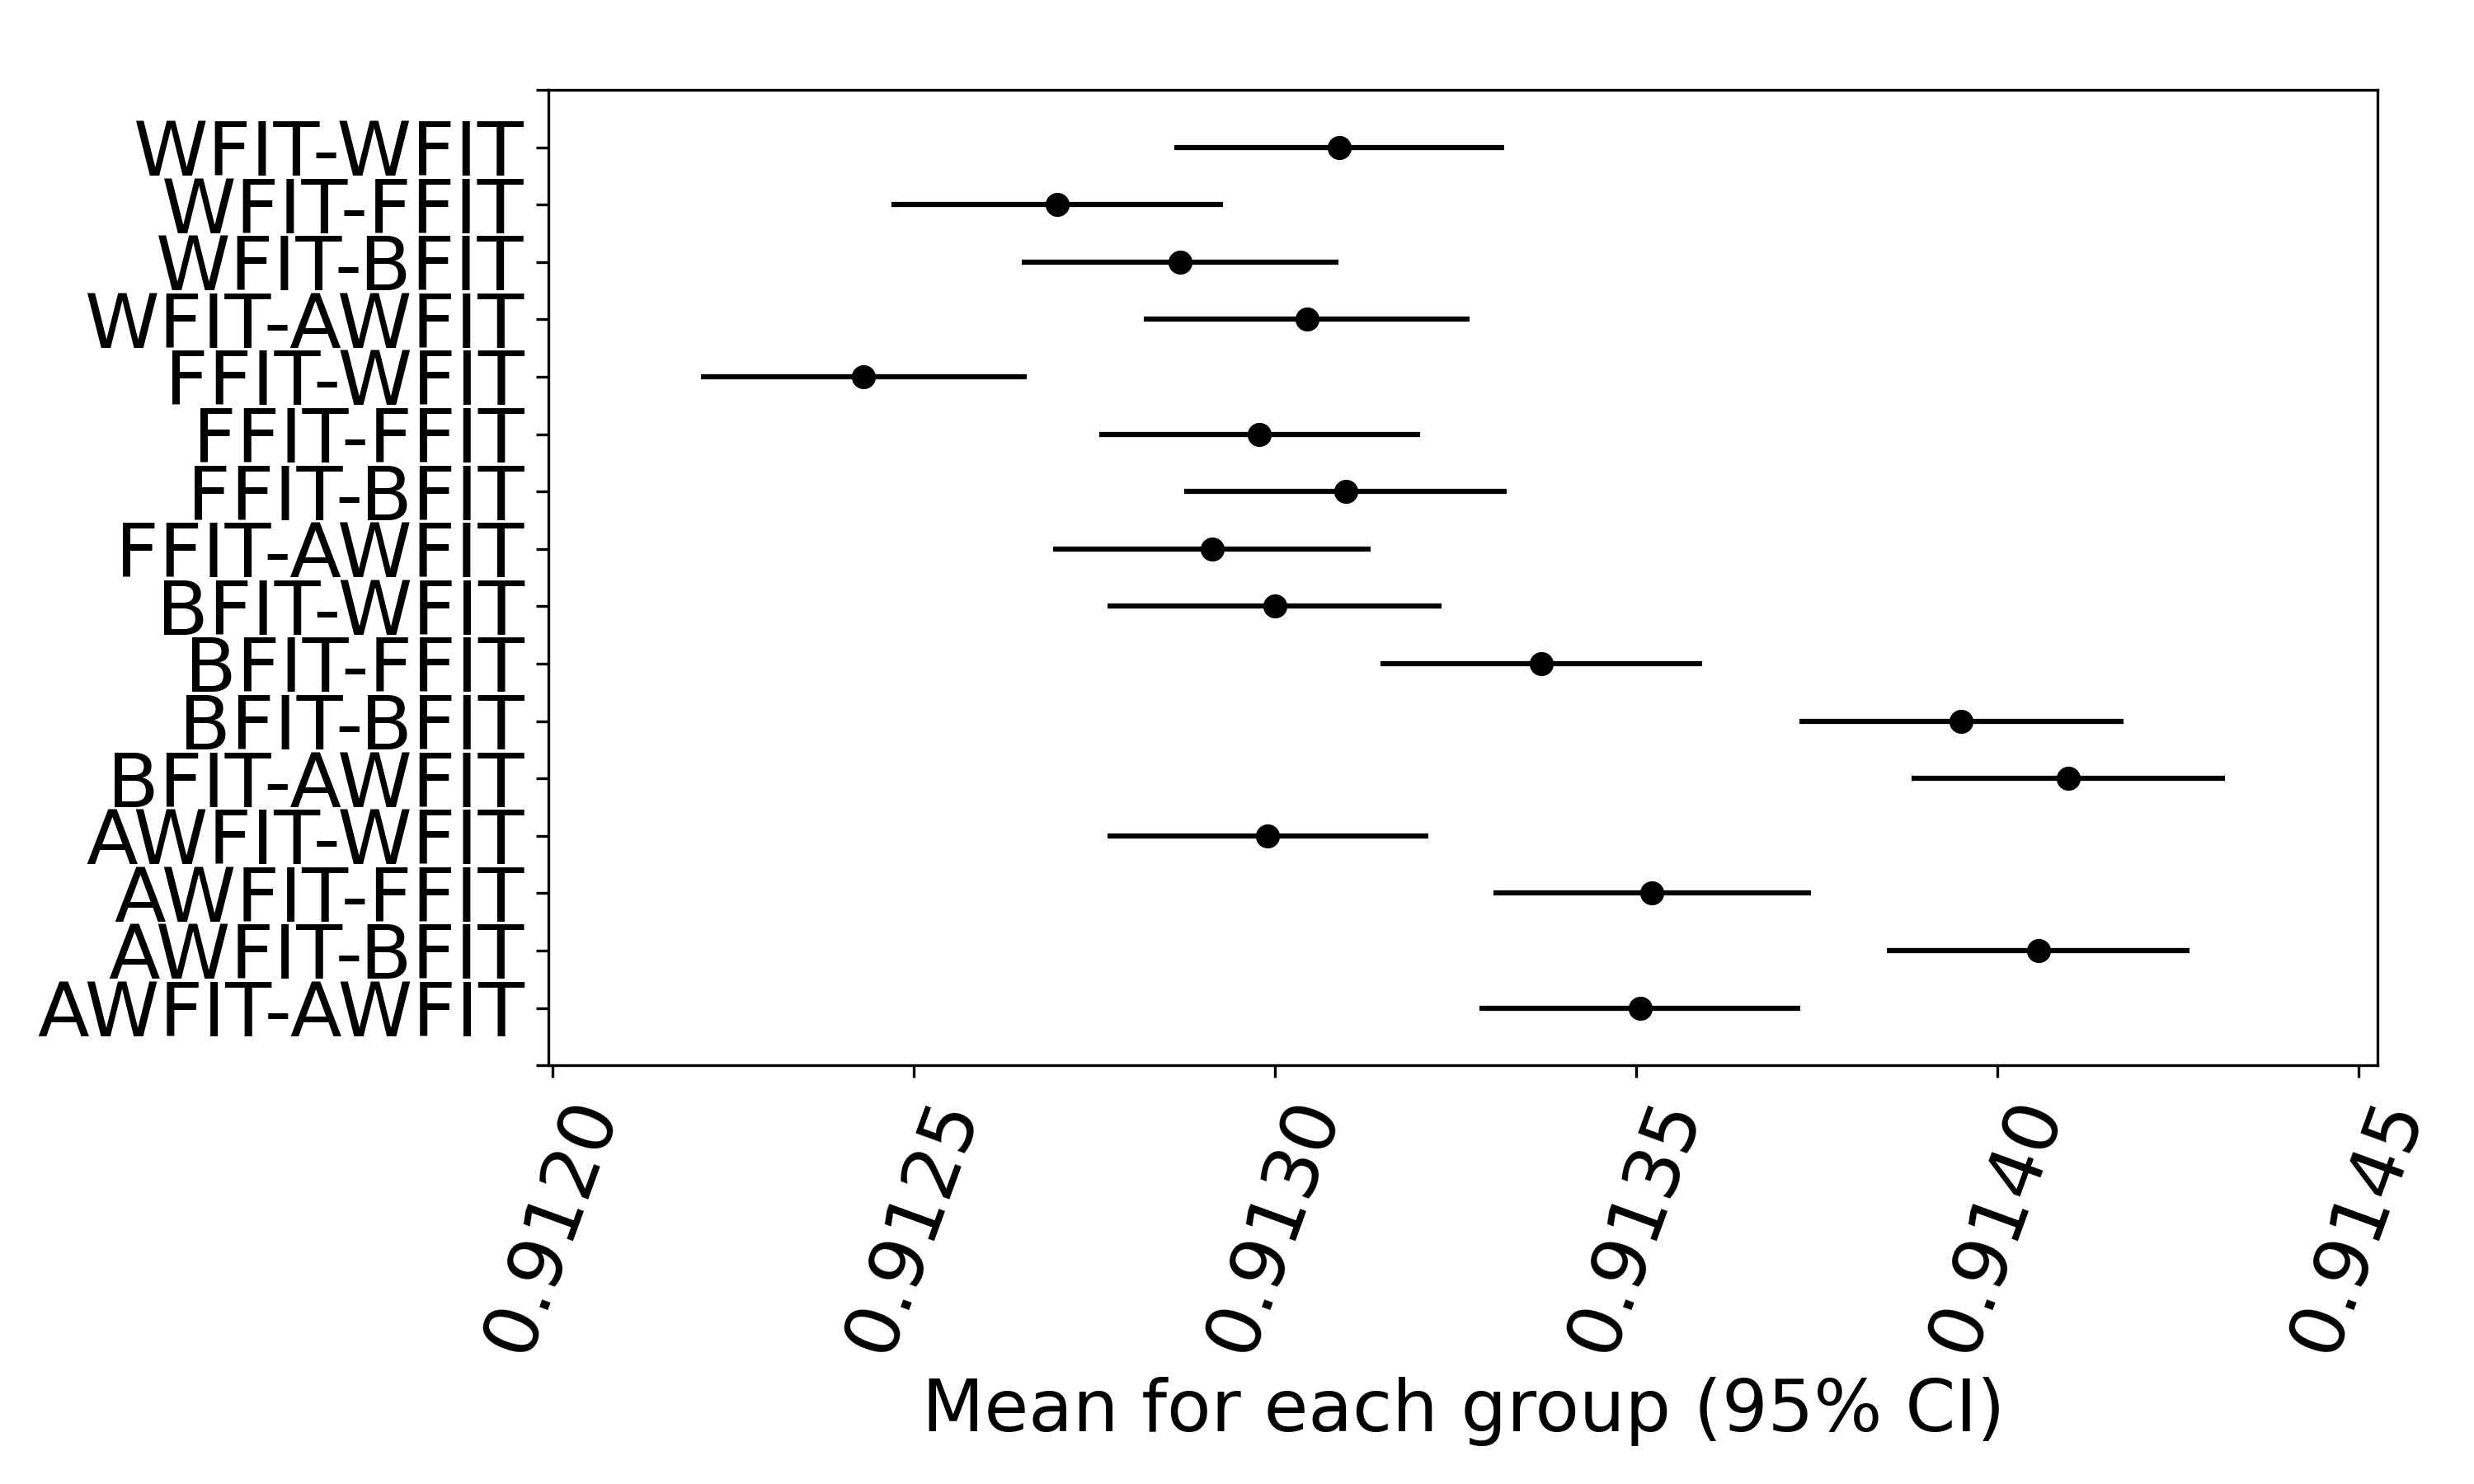 WFIT-WFIT
WFIT-FFIT
WFIT-BFIT
WFIT-AWFIT
FFIT-WFIT
FFIT-FFIT
FFIT-BFIT
FFIT-AWFIT
BFIT-WFIT
BFIT-FFIT
BFIT-BFIT
BFIT-AWFIT
AWFIT-WFIT
AWFIT-FFIT
AWFIT-BFIT
AWFIT-AWFIT
0.9120 0.9125 0.9130 0.9135 0.9140 0.9145
Mean for each group (95% CI)